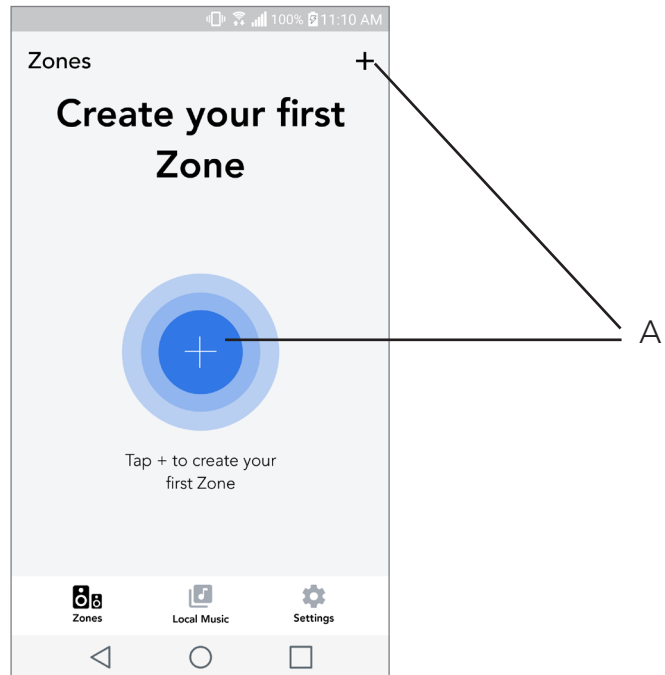 100% 11:10 AM
Zones +
Create your first
Zone
A
+
Tap + to create your
first Zone
Zones Local Music Settings